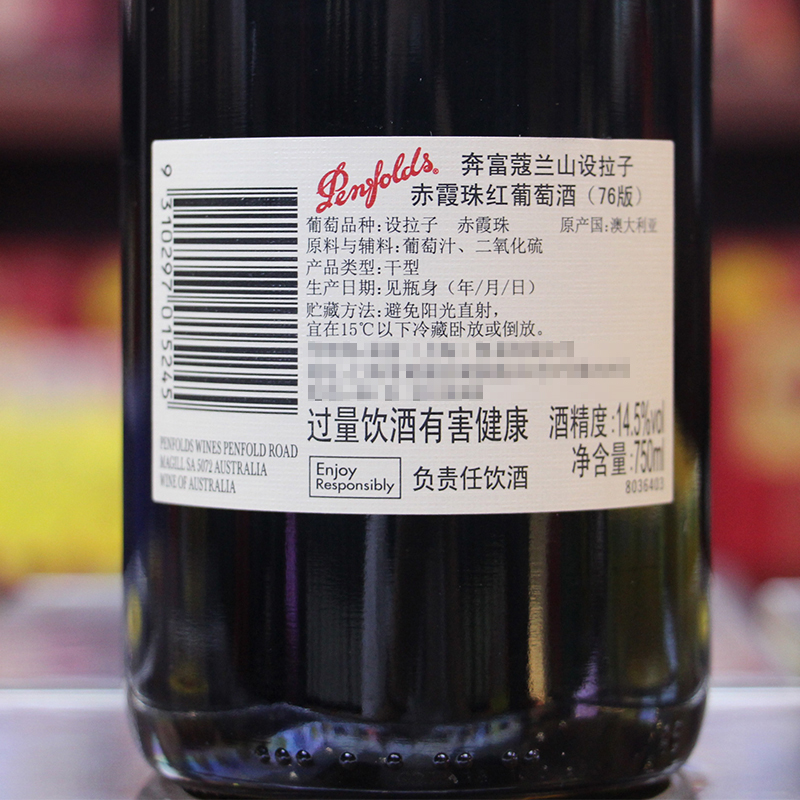 Penfolds
奔富蔻兰山设拉子
赤霞珠红葡萄酒（76版）
葡萄品种:设拉子 赤霞珠 原产国:澳大利亚
原料与辅料:葡萄汁、二氧化硫
产品类型:干型
生产日期:见瓶身（年/月/日）
贮藏方法:避免阳光直射,
宜在15℃以下冷藏卧放或倒放。
过量饮酒有害健康 酒精度:14.5%vol
净含量:750ml
Enjoy
Responsibly
负责任饮酒
8036403
9 310297 015245
PENFOLDS WINES PENFOLD ROAD
MAGILL SA 5072 AUSTRALIA
WINE OF AUSTRALIA